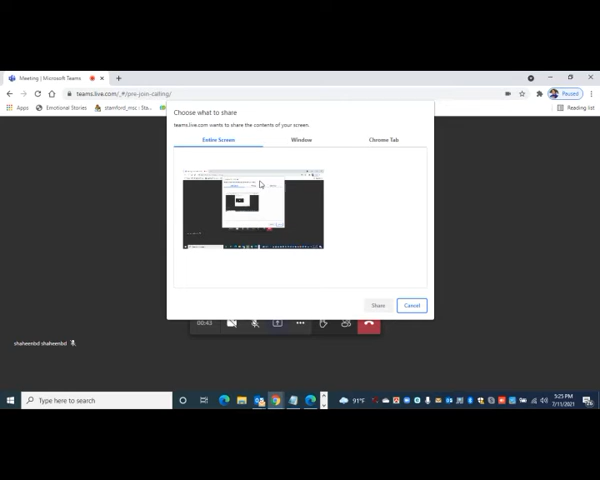 Meeting | Microsoft Teams
teams.live.com/_#/pre-join-calling/
Paused
Apps
Emotional Stories
stamford_msc - Sta...
Reading list
Choose what to share
teams.live.com wants to share the contents of your screen.
Entire Screen
Window
Chrome Tab
Share
Cancel
00:43
shaheenbd shaheenbd
Type here to search
91°F
5:25 PM
7/11/2021